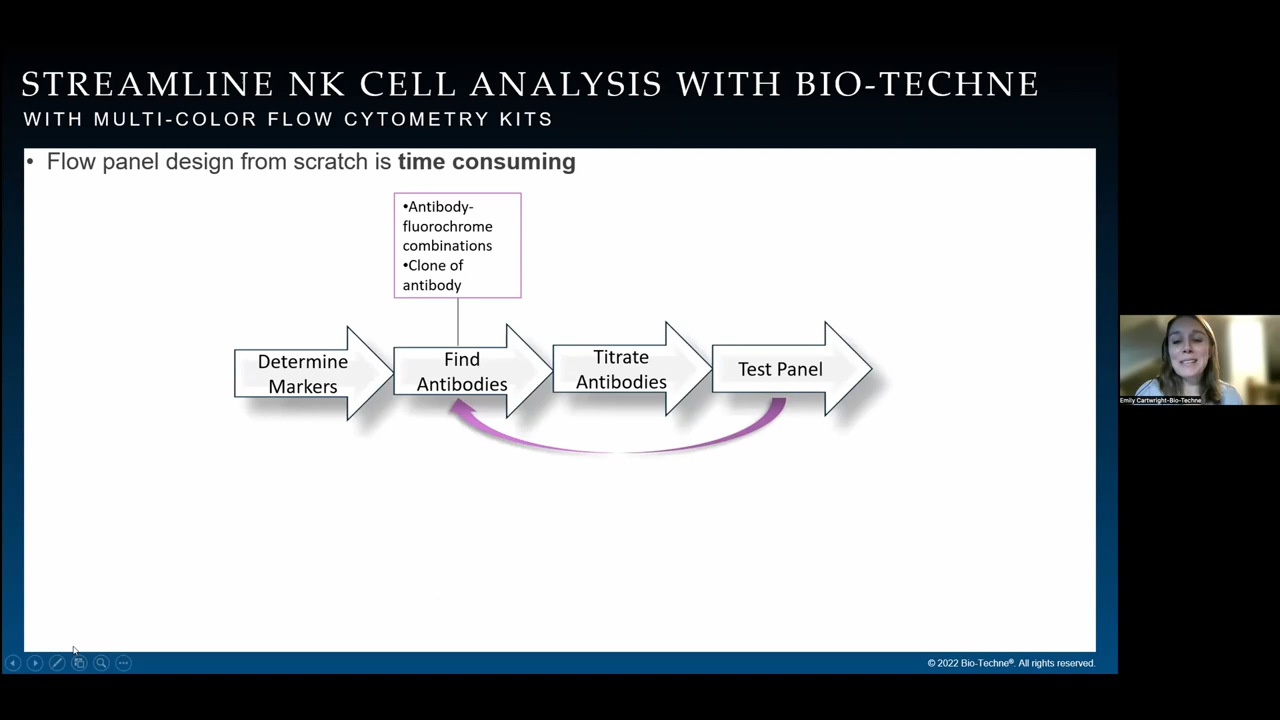 STREAMLINE NK CELL ANALYSIS WITH BIO-TECHNE
WITH MULTI-COLOR FLOW CYTOMETRY KITS
• Flow panel design from scratch is time consuming
•Antibody-
fluorochrome
combinations
•Clone of
antibody
Determine
Markers
Find
Antibodies
Titrate
Antibodies
Test Panel
Emily Cartwright-Bio-Techne
© 2022 Bio-Techne®. All rights reserved.